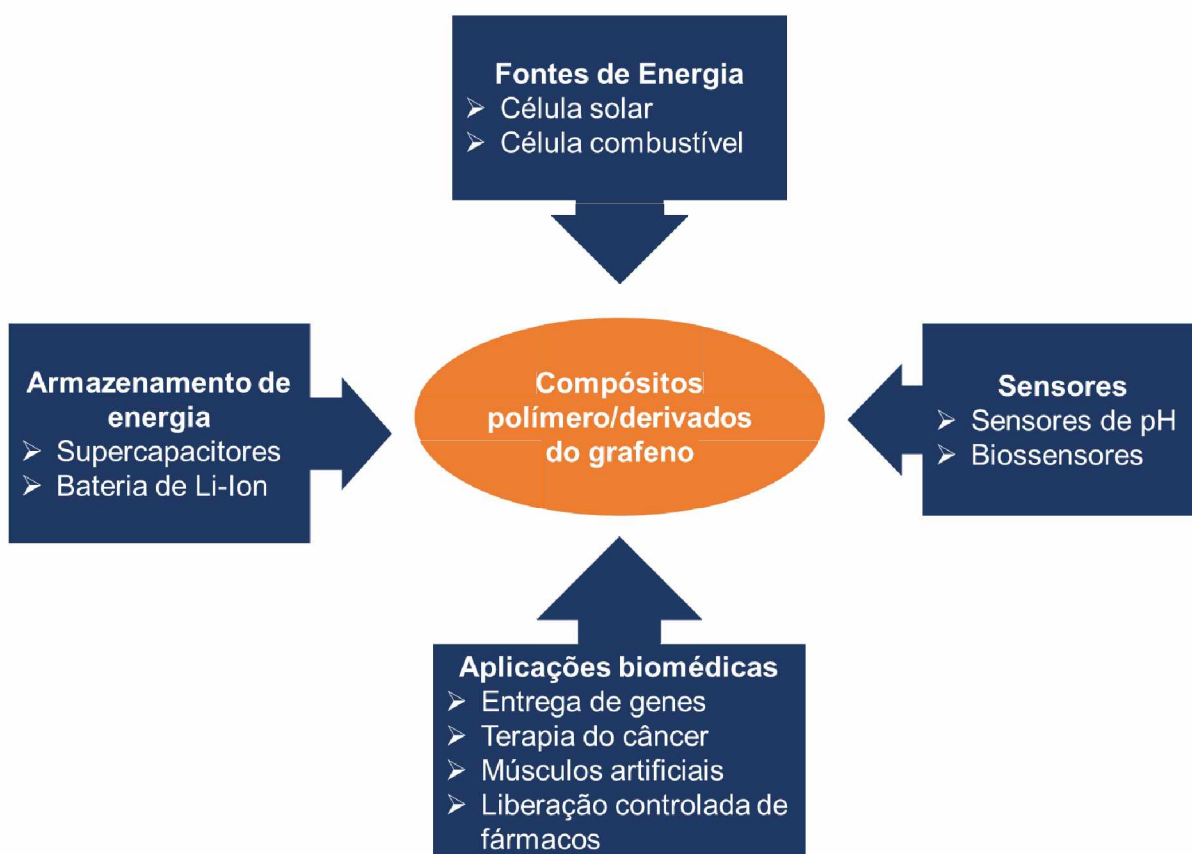 Fontes de Energia
➢ Célula solar
➢ Célula combustível
Armazenamento de
energia
➢ Supercapacitores
➢ Bateria de Li-Ion
Compósitos
polímero/derivados
do grafeno
Sensores
➢ Sensores de pH
➢ Biossensores
Aplicações biomédicas
➢ Entrega de genes
➢ Terapia do câncer
➢ Músculos artificiais
➢ Liberação controlada de
fármacos